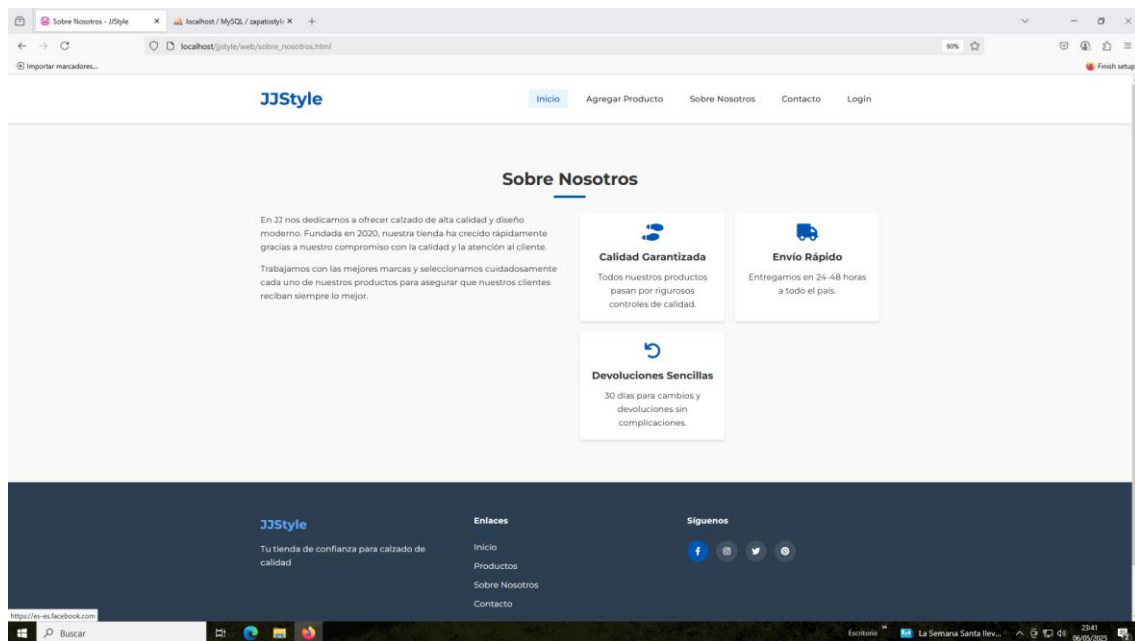 Sobre Nosotros - JJStyle
localhost / MySQL / zapatostyle
localhost/jjstyle/web/sobre_nosotros.html
90%
Importar marcadores...
Finish setup
JJStyle
Inicio
Agregar Producto
Sobre Nosotros
Contacto
Login
Sobre Nosotros
En JJ nos dedicamos a ofrecer calzado de alta calidad y diseño
moderno. Fundada en 2020, nuestra tienda ha crecido rápidamente
gracias a nuestro compromiso con la calidad y la atención al cliente.
Trabajamos con las mejores marcas y seleccionamos cuidadosamente
cada uno de nuestros productos para asegurar que nuestros clientes
reciban siempre lo mejor.
Calidad Garantizada
Todos nuestros productos
pasan por rigurosos
controles de calidad.
Envío Rápido
Entregamos en 24-48 horas
a todo el país.
Devoluciones Sencillas
30 días para cambios y
devoluciones sin
complicaciones.
JJStyle
Tu tienda de confianza para calzado de
calidad
Enlaces
Inicio
Productos
Sobre Nosotros
Contacto
Síguenos
https://es-es.facebook.com
Buscar
Escritorio
La Semana Santa llev...
23:41
06/05/2025